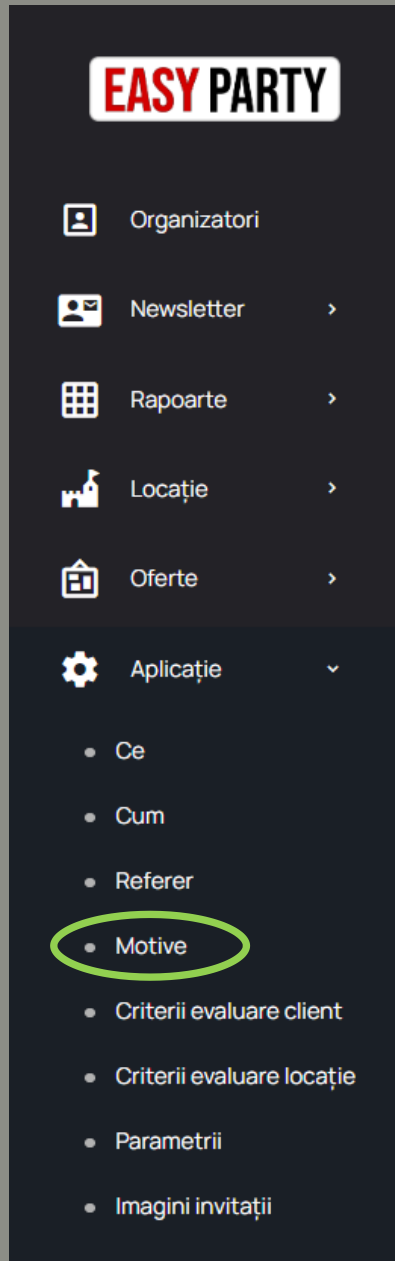 EASY PARTY
Organizatori
Newsletter
Rapoarte
Locație
Oferte
Aplicație
Ce
Cum
Referer
Motive
Criterii evaluare client
Criterii evaluare locație
Parametrii
Imagini invitații